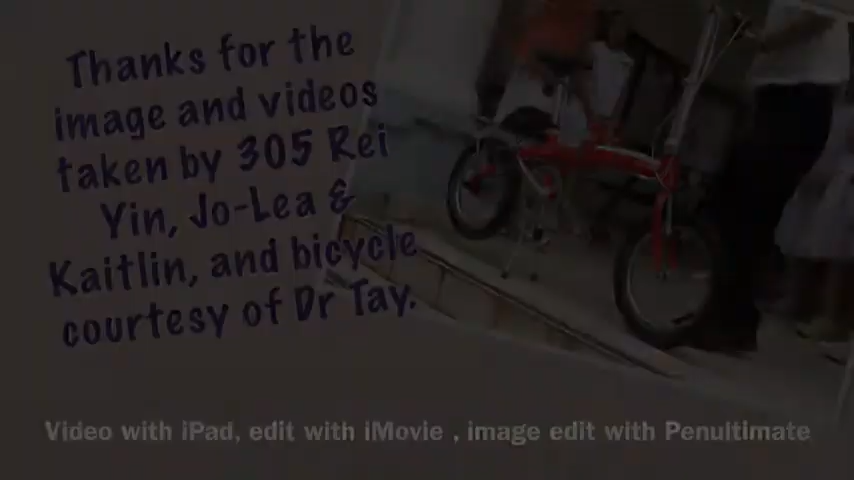 Thanks for the
image and videos
taken by 305 Rei
Yin, Jo-Lea &
Kaitlin, and bicycle
courtesy of Dr Tay.
Video with iPad, edit with iMovie , image edit with Penultimate